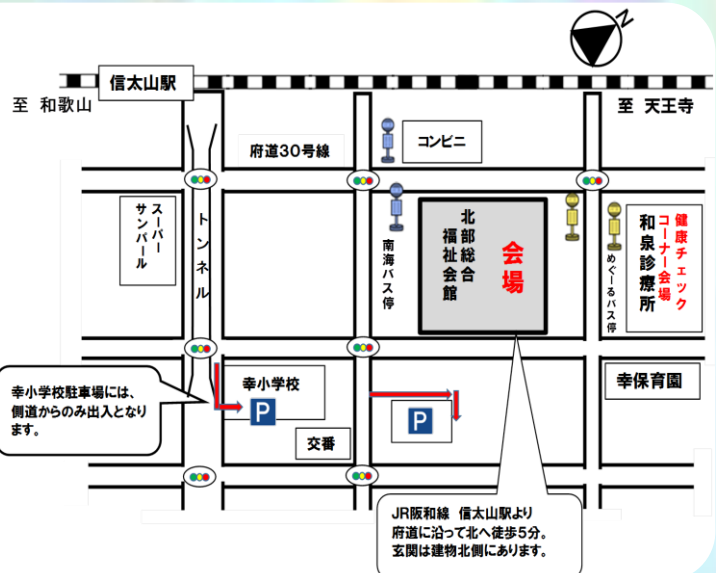 N
信太山駅
至 和歌山
至 天王寺
府道30号線
コンビニ
スーパー
サンパール
トンネル
南海バス停
北部総合
福祉会館
会場
めぐーるバス停
健康チェック
コーナー会場
和泉診療所
幸小学校駐車場には、
側道からのみ出入となり
ます。
幸小学校
P
交番
P
幸保育園
JR阪和線 信太山駅より
府道に沿って北へ徒歩5分。
玄関は建物北側にあります。